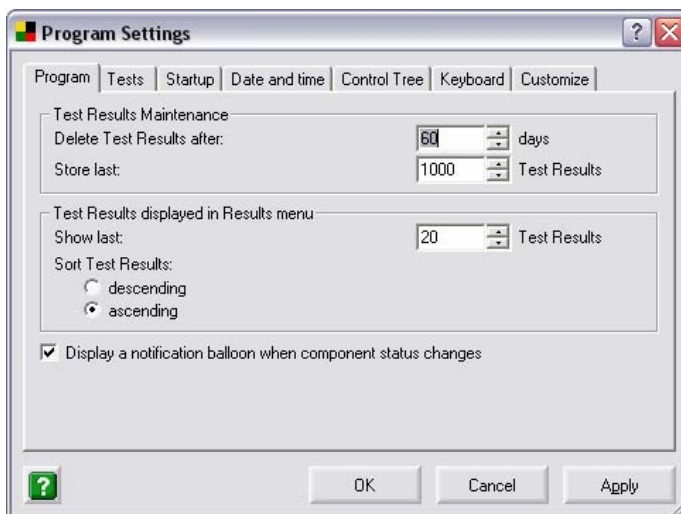 Program Settings
?
Program Tests Startup Date and time Control Tree Keyboard Customize
Test Results Maintenance
Delete Test Results after: 60 days
Store last: 1000 Test Results
Test Results displayed in Results menu
Show last: 20 Test Results
Sort Test Results:
descending
ascending
Display a notification balloon when component status changes
? OK Cancel Apply